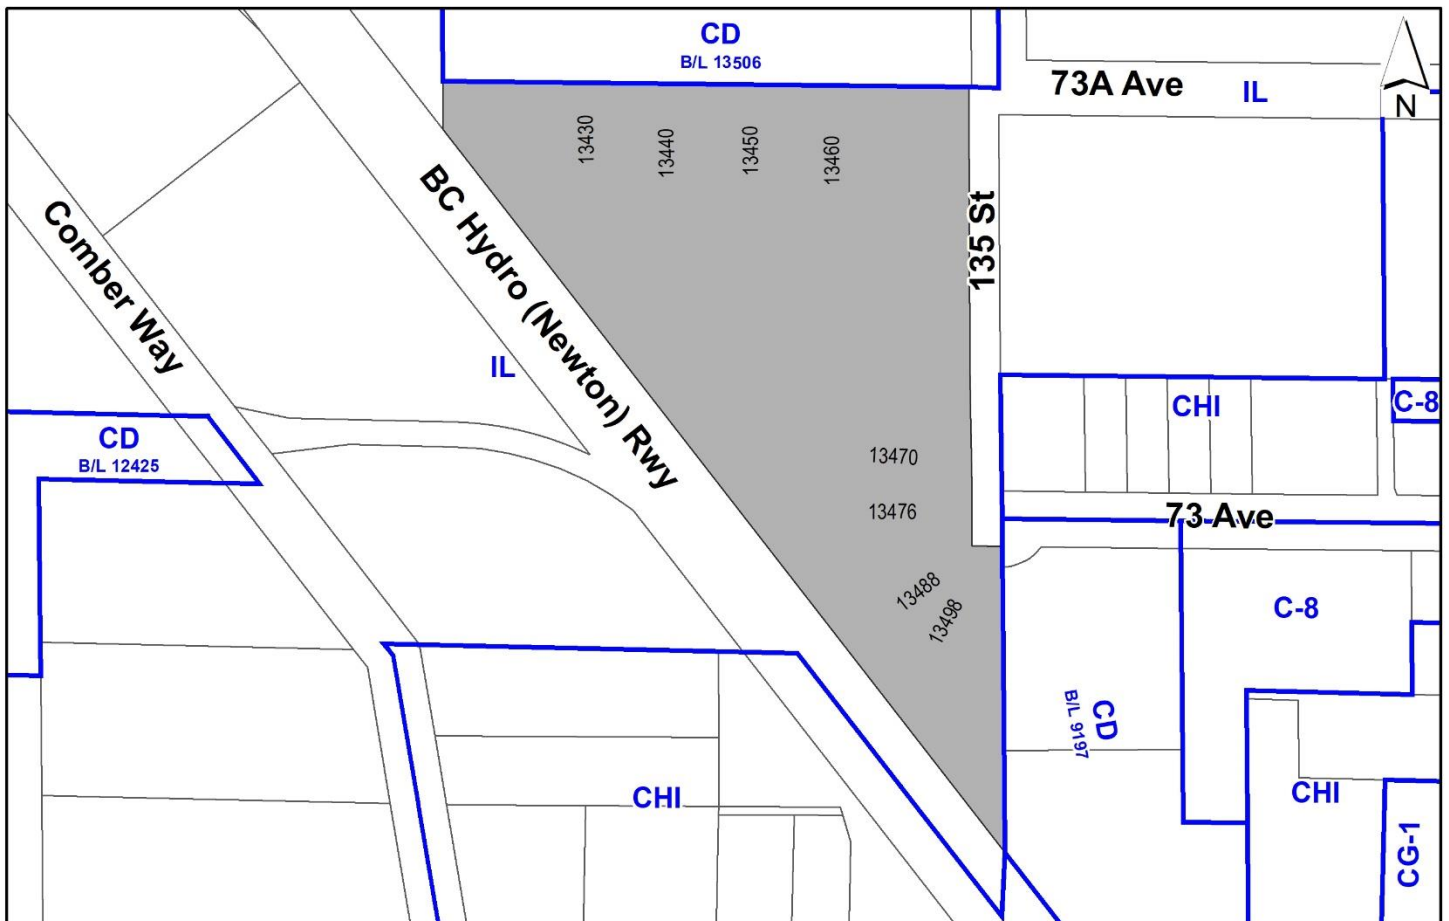 CD
B/L 13506
73A Ave
IL
N
13430
13440
13450
13460
BC Hydro (Newton) Rwy
135 St
Comber Way
IL
CHI
C-8
CD
B/L 12425
13470
13476
73 Ave
13488
13498
C-8
CD
B/L 9197
CHI
CHI
CG-1